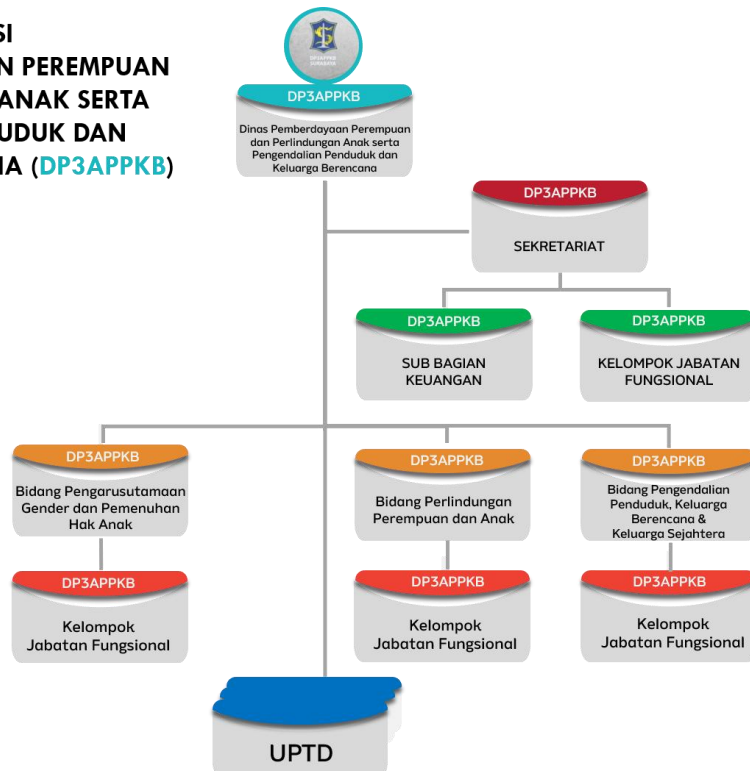 SI
N PEREMPUAN
ANAK SERTA
UDUK DAN
IA (DP3APPKB)
DP3APPKB
SURABAYA
DP3APPKB
Dinas Pemberdayaan Perempuan
dan Perlindungan Anak serta
Pengendalian Penduduk dan
Keluarga Berencana
DP3APPKB
SEKRETARIAT
DP3APPKB
SUB BAGIAN
KEUANGAN
DP3APPKB
KELOMPOK JABATAN
FUNGSIONAL
DP3APPKB
Bidang Pengarusutamaan
Gender dan Pemenuhan
Hak Anak
DP3APPKB
Bidang Perlindungan
Perempuan dan Anak
DP3APPKB
Bidang Pengendalian
Penduduk, Keluarga
Berencana &
Keluarga Sejahtera
DP3APPKB
Kelompok
Jabatan Fungsional
DP3APPKB
Kelompok
Jabatan Fungsional
DP3APPKB
Kelompok
Jabatan Fungsional
UPTD